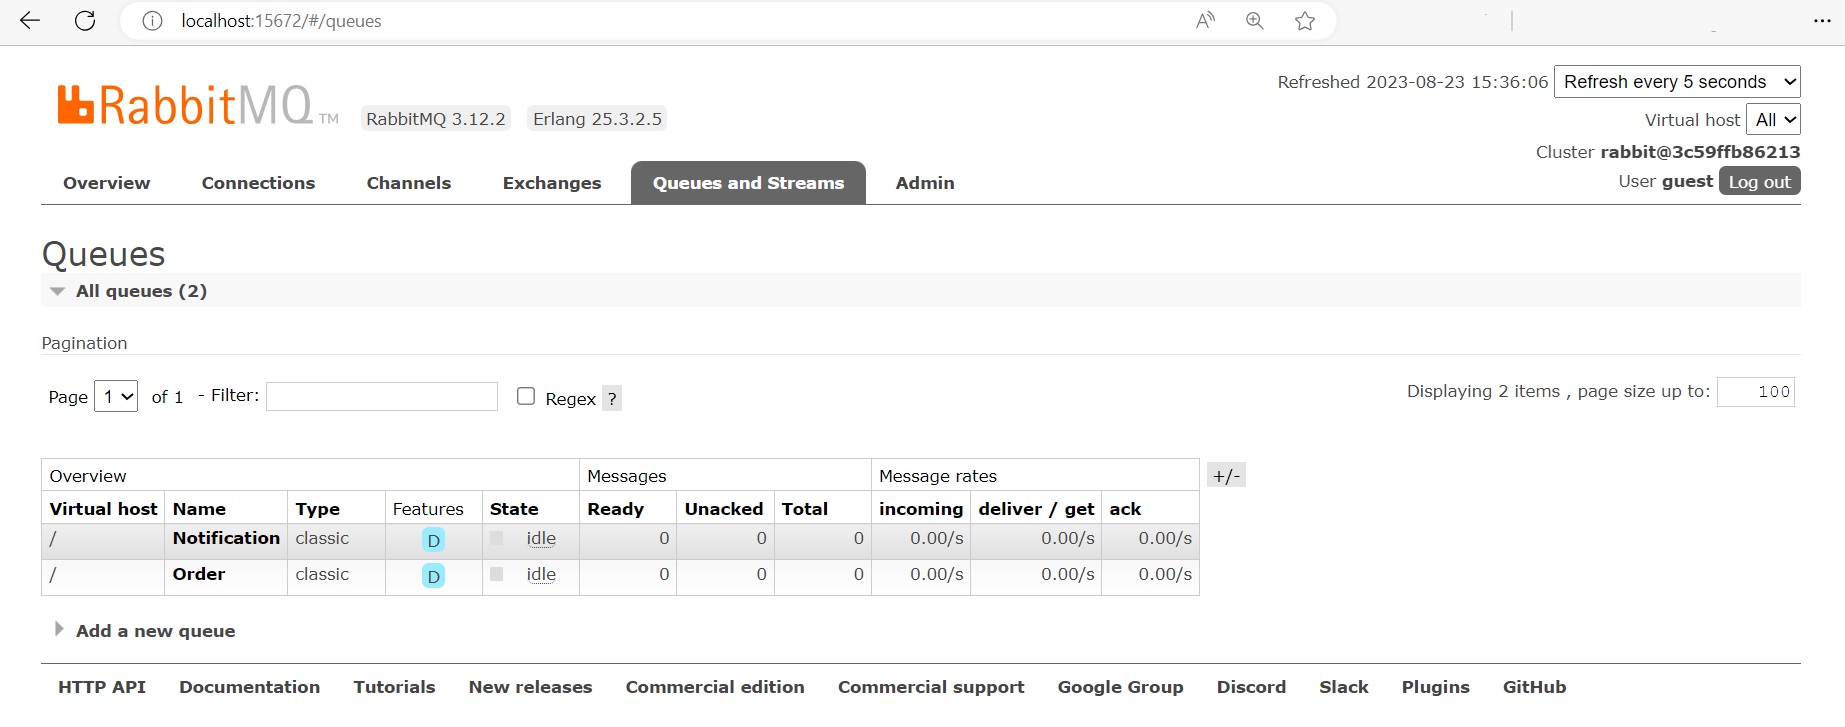 localhost:15672/#/queues
Refreshed 2023-08-23 15:36:06 Refresh every 5 seconds
RabbitMQ TM RabbitMQ 3.12.2 Erlang 25.3.2.5
Virtual host All
Cluster rabbit@3c59ffb86213
User guest Log out
Overview Connections Channels Exchanges Queues and Streams Admin
Queues
All queues (2)
Pagination
Page 1 of 1 - Filter: Regex ? Displaying 2 items , page size up to: 100
Overview Messages Message rates +/-
Virtual host Name Type Features State Ready Unacked Total incoming deliver / get ack
/ Notification classic D idle 0 0 0 0.00/s 0.00/s 0.00/s
/ Order classic D idle 0 0 0 0.00/s 0.00/s 0.00/s
Add a new queue
HTTP API Documentation Tutorials New releases Commercial edition Commercial support Google Group Discord Slack Plugins GitHub